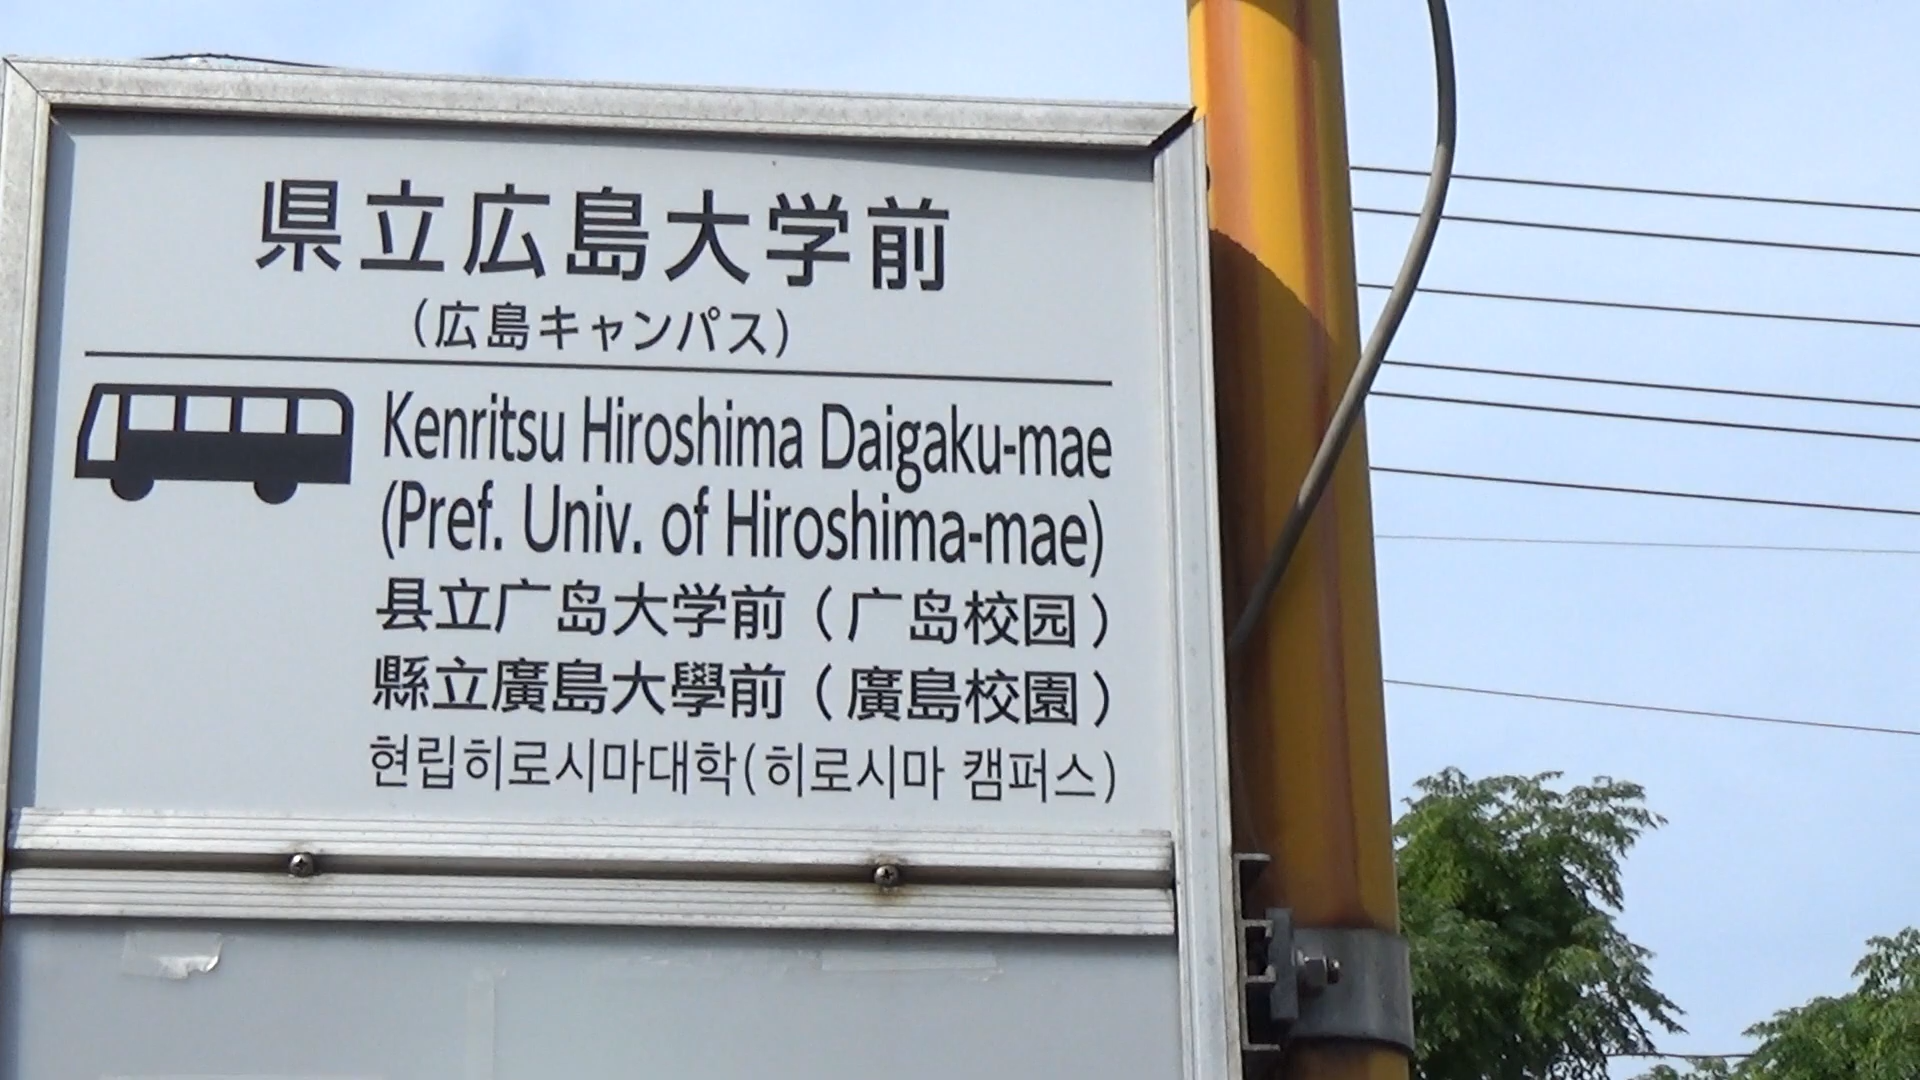 県立広島大学前
（広島キャンパス）
Kenritsu Hiroshima Daigaku-mae
(Pref. Univ. of Hiroshima-mae)
县立广岛大学前（广岛校园）
縣立廣島大學前（廣島校園）
현립히로시마대학(히로시마 캠퍼스)